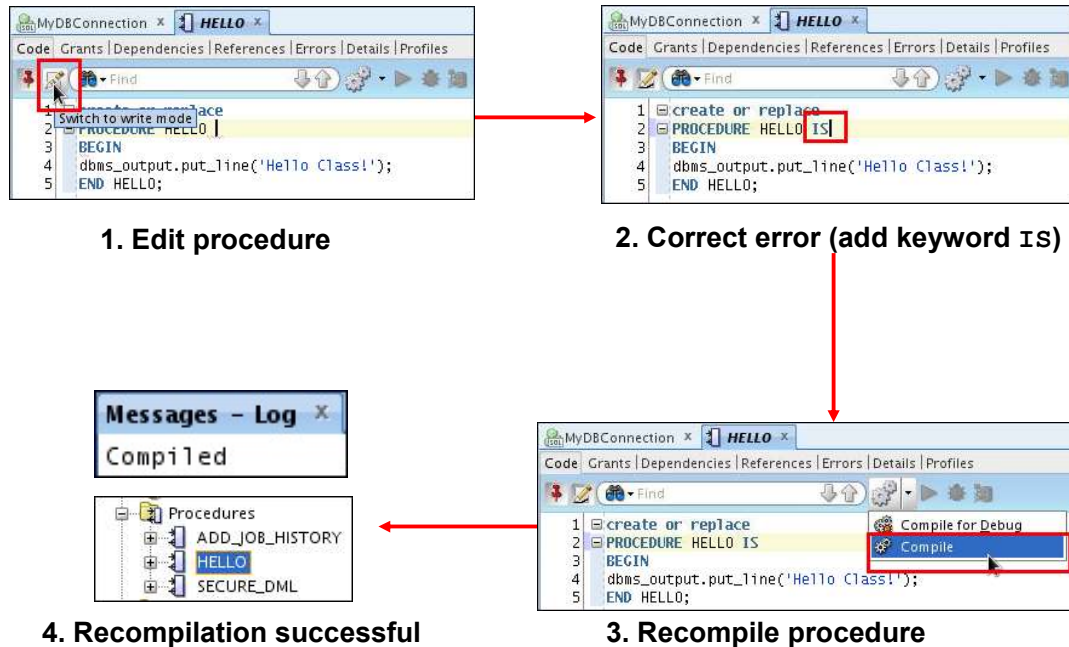 MyDBConnection x HELLO x
Code Grants | Dependencies | References | Errors | Details | Profiles
Find
1 create or replace
Switch to write mode
2 PROCEDURE HELLO
3 BEGIN
4 dbms_output.put_line('Hello Class!');
5 END HELLO;
1. Edit procedure
MyDBConnection x HELLO x
Code Grants | Dependencies | References | Errors | Details | Profiles
Find
1 create or replace
2 PROCEDURE HELLO IS
3 BEGIN
4 dbms_output.put_line('Hello Class!');
5 END HELLO;
2. Correct error (add keyword IS)
MyDBConnection x HELLO x
Code Grants | Dependencies | References | Errors | Details | Profiles
Find
Compile for Debug
Compile
1 create or replace
2 PROCEDURE HELLO IS
3 BEGIN
4 dbms_output.put_line('Hello Class!');
5 END HELLO;
3. Recompile procedure
Messages - Log x
Compiled
Procedures
ADD_JOB_HISTORY
HELLO
SECURE_DML
4. Recompilation successful